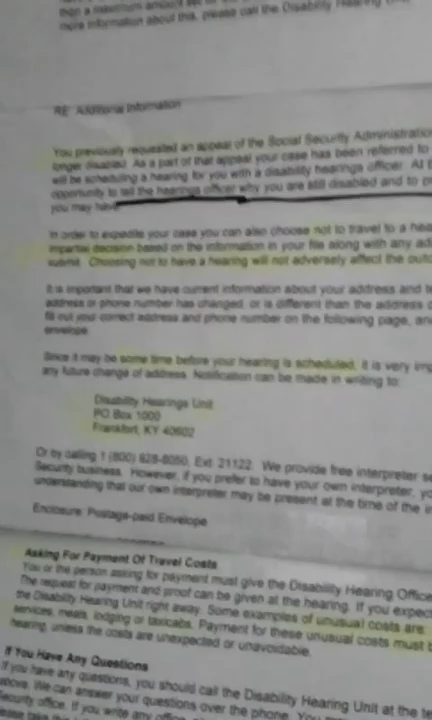 sign a maximum amount
more information about this, please call the Disability Hearing
RE: Additional Information
You previously requested an appeal of the Social Security Administration
longer disabled. As a part of that appeal your case has been referred to
will be scheduling a hearing for you with a disability hearings officer. At
opportunity to tell the hearings officer why you are still disabled and to
you may have.
In order to expedite your case you can also choose not to travel to a
impartial decision based on the information in your file along with any
submit. Choosing not to have a hearing will not adversely affect the
It is important that we have current information about your address and
address or phone number has changed, or is different than the address
fill out your correct address and phone number on the following page, and
envelope.
Since it may be some time before your hearing is scheduled, it is very
any future change of address. Notification can be made in writing to:
Disability Hearings Unit
PO Box 1000
Frankfort, KY 40602
Or by calling 1 (800) 928-8050, Ext. 21122. We provide free interpreter
Security business. However, if you prefer to have your own interpreter,
understanding that our own interpreter may be present at the time of the
Enclosure: Postage-paid Envelope
Asking For Payment Of Travel Costs
You or the person asking for payment must give the Disability Hearing
The request for payment and proof can be given at the hearing. If you expect
the Disability Hearing Unit right away. Some examples of unusual costs are:
services, meals, lodging or taxicabs. Payment for these unusual costs must
hearing, unless the costs are unexpected or unavoidable.
If You Have Any Questions
If you have any questions, you should call the Disability Hearing Unit at the
above. We can answer your questions over the phone.
Security office. If you write any office,